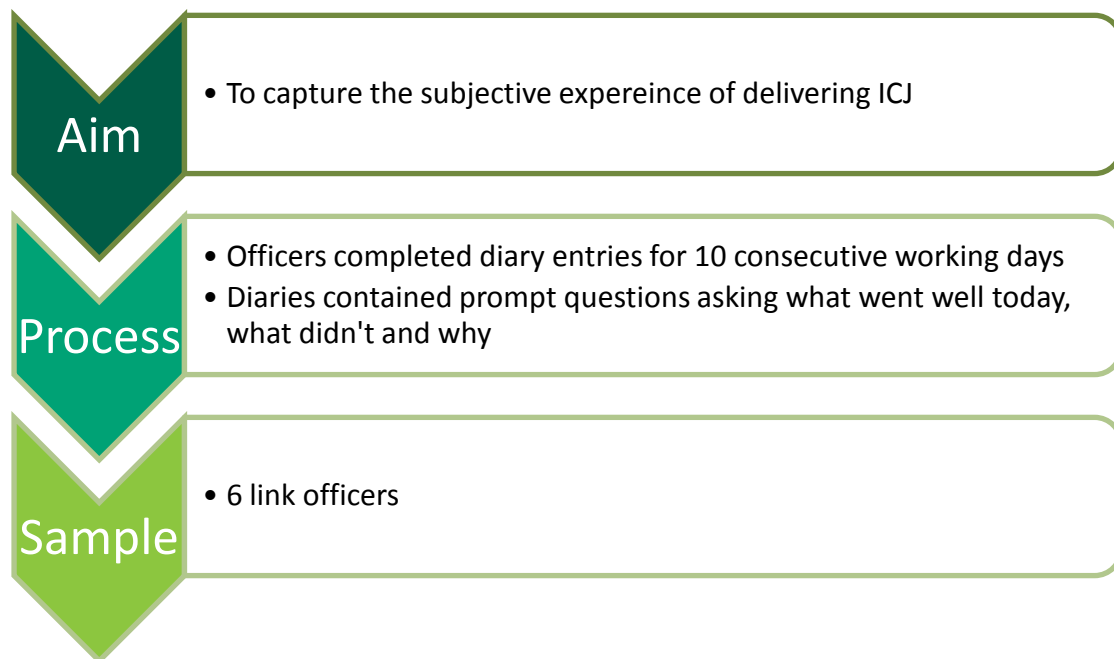 Aim
• To capture the subjective expereince of delivering ICJ
Process
• Officers completed diary entries for 10 consecutive working days
• Diaries contained prompt questions asking what went well today,
what didn't and why
Sample
• 6 link officers